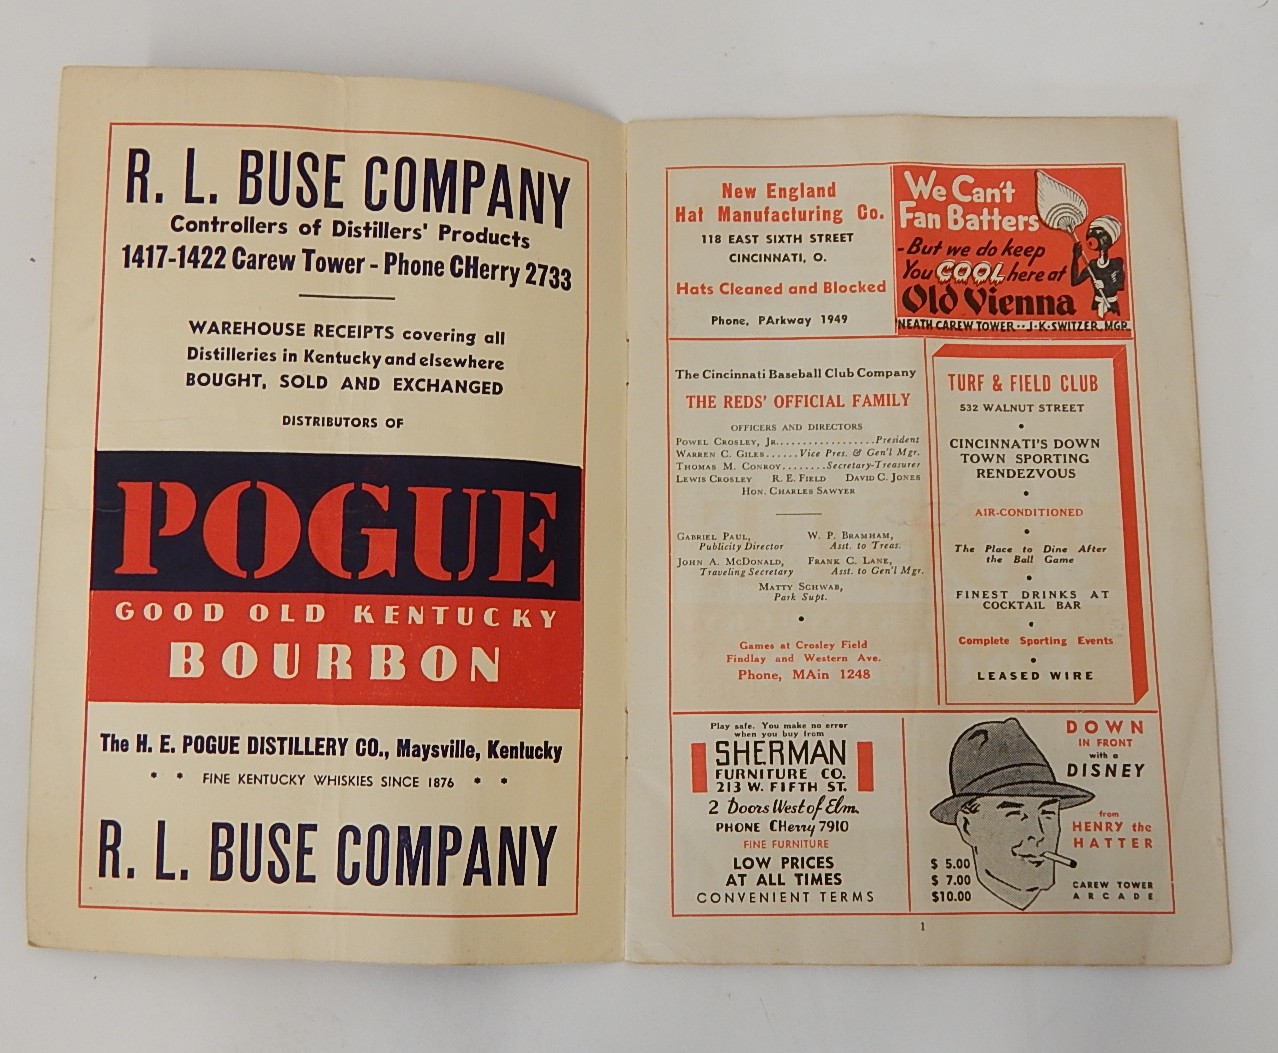 R. L. BUSE COMPANY
Controllers of Distillers' Products
1417-1422 Carew Tower - Phone CHerry 2733
WAREHOUSE RECEIPTS covering all
Distilleries in Kentucky and elsewhere
BOUGHT, SOLD AND EXCHANGED
DISTRIBUTORS OF
POGUE
GOOD OLD KENTUCKY
BOURBON
The H. E. POGUE DISTILLERY CO., Maysville, Kentucky
* * FINE KENTUCKY WHISKIES SINCE 1876 * *
R. L. BUSE COMPANY
New England
Hat Manufacturing Co.
118 EAST SIXTH STREET
CINCINNATI, O.
Hats Cleaned and Blocked
Phone, PArkway 1949
We Can't
Fan Batters
- But we do keep
You COOL here at
Old Vienna
NEATH CAREW TOWER -- J.K. SWITZER, MGR.
The Cincinnati Baseball Club Company
THE REDS' OFFICIAL FAMILY
OFFICERS AND DIRECTORS
POWEL CROSLEY, JR..................President
WARREN C. GILES......Vice Pres. & Gen'l Mgr.
THOMAS M. CONROY........Secretary-Treasurer
LEWIS CROSLEY R. E. FIELD DAVID C. JONES
HON. CHARLES SAWYER
GABRIEL PAUL, W. P. BRAMHAM,
Publicity Director Asst. to Treas.
JOHN A. MCDONALD, FRANK C. LANE,
Traveling Secretary Asst. to Gen'l Mgr.
MATTY SCHWAB,
Park Supt.
Games at Crosley Field
Findlay and Western Ave.
Phone, MAin 1248
TURF & FIELD CLUB
532 WALNUT STREET
CINCINNATI'S DOWN
TOWN SPORTING
RENDEZVOUS
AIR-CONDITIONED
The Place to Dine After
the Ball Game
FINEST DRINKS AT
COCKTAIL BAR
Complete Sporting Events
LEASED WIRE
Play safe. You make no error
when you buy from
SHERMAN
FURNITURE CO.
213 W. FIFTH ST.
2 Doors West of Elm.
PHONE CHerry 7910
FINE FURNITURE
LOW PRICES
AT ALL TIMES
CONVENIENT TERMS
DOWN
IN FRONT
with a
DISNEY
from
HENRY the
HATTER
$ 5.00
$ 7.00
$10.00
CAREW TOWER
ARCADE
1